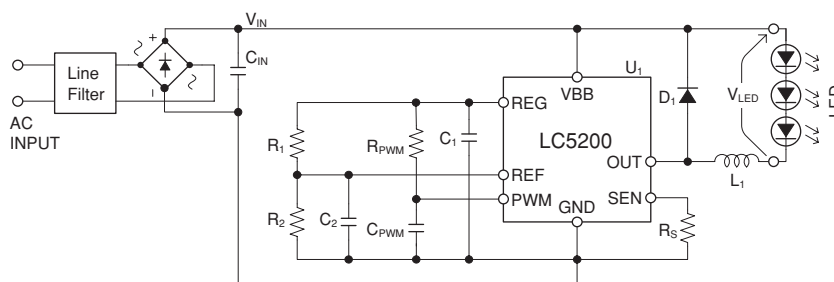 VIN
+
~
CIN
~
−
Line
Filter
AC
INPUT
U1
VBB
REG
LC5200
D1
VLED
LED
R1
RPWM
C1
OUT
L1
REF
PWM
SEN
GND
R2
C2
CPWM
RS